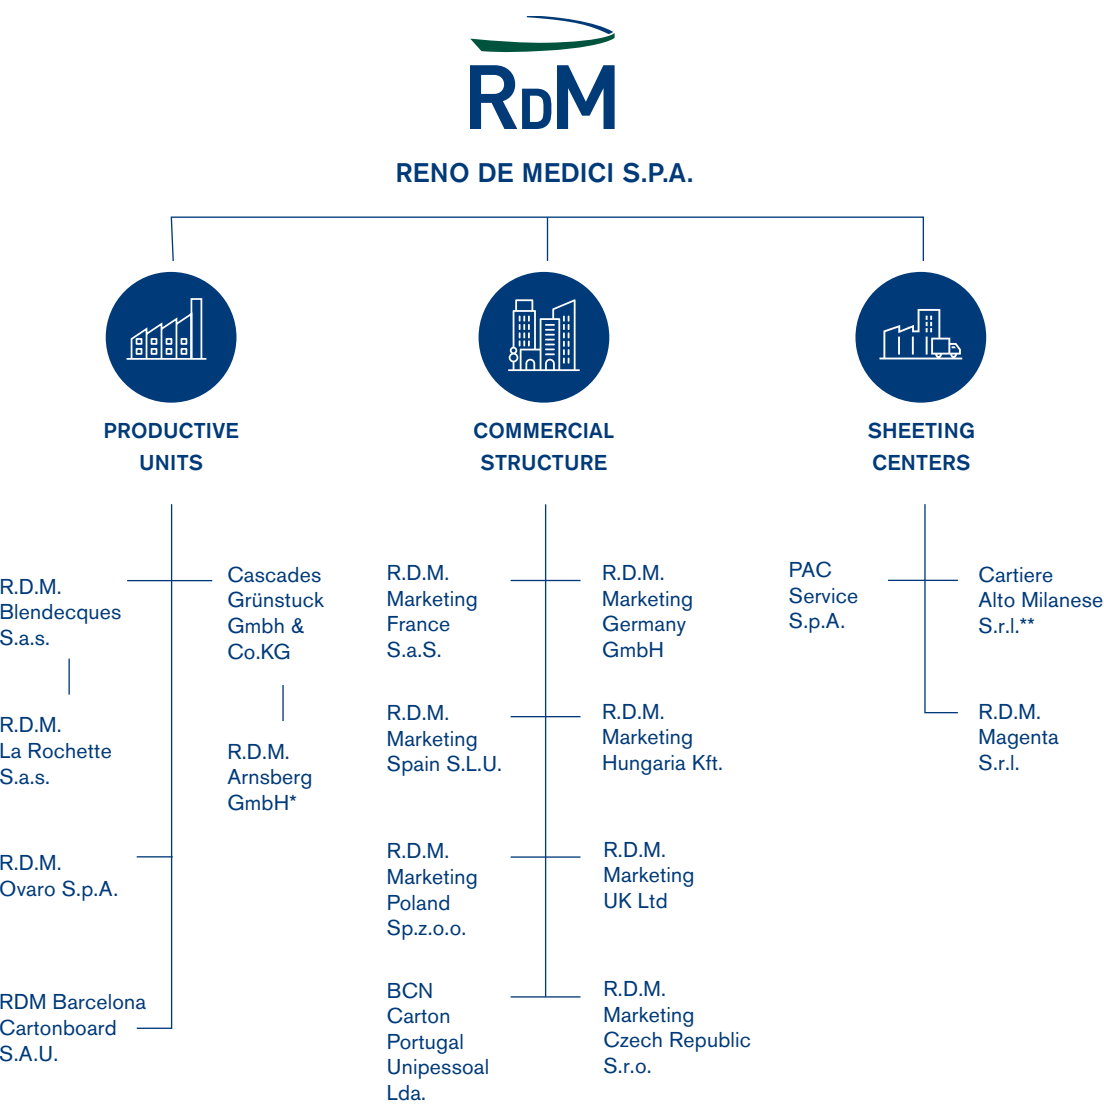 RDM
RENO DE MEDICI S.P.A.
PRODUCTIVE
UNITS
R.D.M.
Blendecques
S.a.s.
R.D.M.
La Rochette
S.a.s.
R.D.M.
Ovaro S.p.A.
RDM Barcelona
Cartonboard
S.A.U.
Cascades
Grünstuck
Gmbh &
Co.KG
R.D.M.
Arnsberg
GmbH*
COMMERCIAL
STRUCTURE
R.D.M.
Marketing
France
S.a.S.
R.D.M.
Marketing
Spain S.L.U.
R.D.M.
Marketing
Poland
Sp.z.o.o.
BCN
Carton
Portugal
Unipessoal
Lda.
R.D.M.
Marketing
Germany
GmbH
R.D.M.
Marketing
Hungaria Kft.
R.D.M.
Marketing
UK Ltd
R.D.M.
Marketing
Czech Republic
S.r.o.
SHEETING
CENTERS
PAC
Service
S.p.A.
Cartiere
Alto Milanese
S.r.l.**
R.D.M.
Magenta
S.r.l.